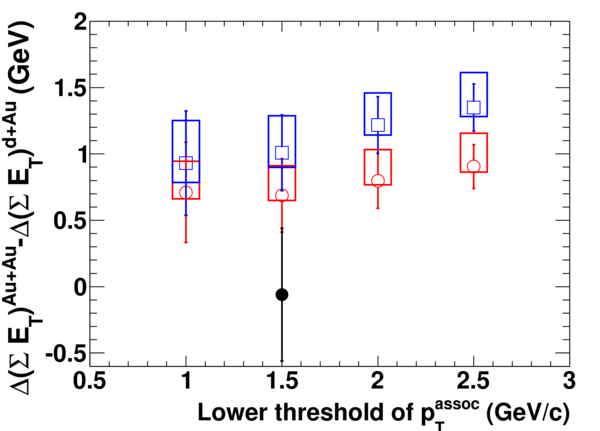 Δ(Σ E_T)^Au+Au-Δ(Σ E_T)^d+Au (GeV)
2
1.5
1
0.5
0
-0.5
0.5 1 1.5 2 2.5 3
Lower threshold of p_T^assoc (GeV/c)